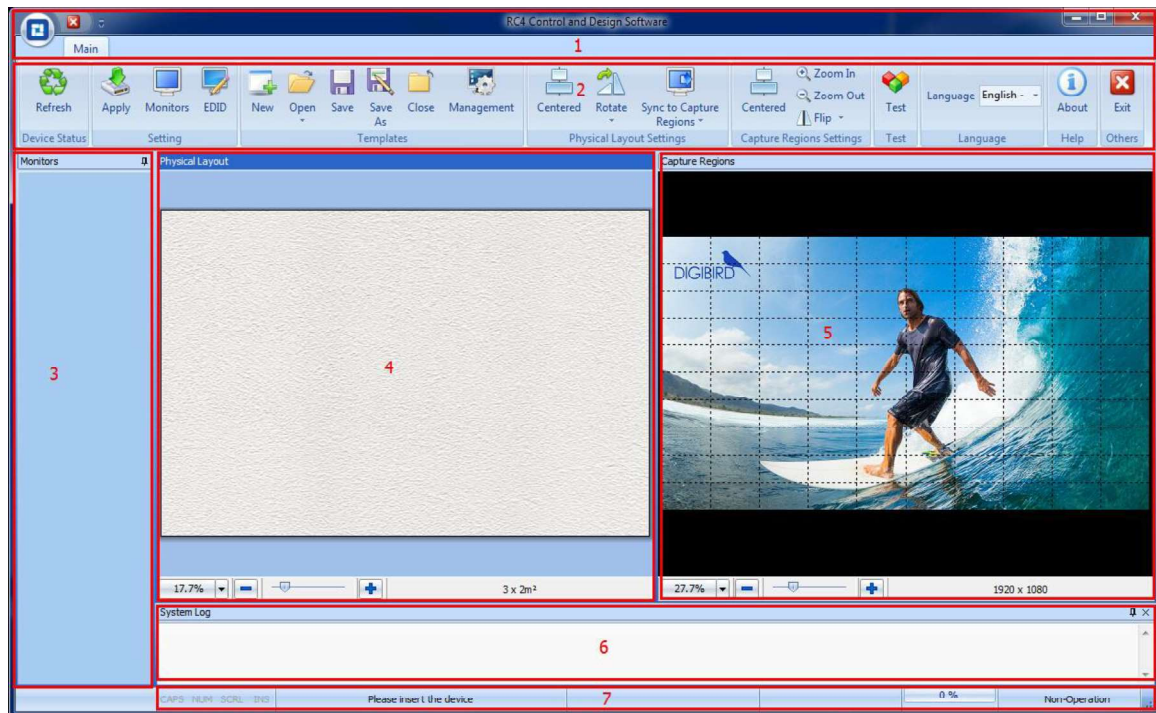 RC4 Control and Design Software
Main
1
2
Refresh
Apply Monitors EDID
New Open Save Save As Close Management
Centered Rotate Sync to Capture Regions
Centered
Zoom In
Zoom Out
Flip
Test
Language English
About
Exit
Device Status Setting Templates Physical Layout Settings Capture Regions Settings Test Language Help Others
Monitors
3
Physical Layout
4
17.7%
3 x 2m²
Capture Regions
DIGIBIRD
5
27.7%
1920 x 1080
System Log
6
CAPS NUM SCRL INS Please insert the device 7 0 % Non-Operation